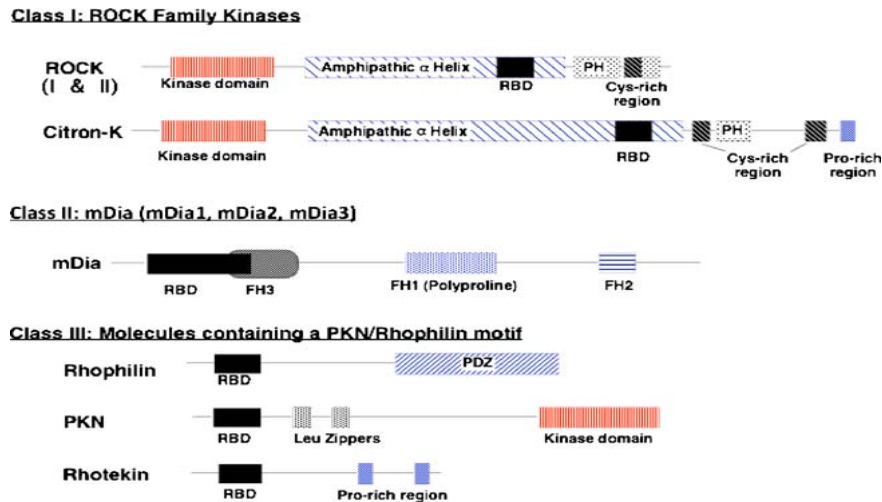 Class I: ROCK Family Kinases
ROCK
(I & II)
Kinase domain
Amphipathic α Helix
RBD
PH
Cys-rich
region
Citron-K
Kinase domain
Amphipathic α Helix
RBD
PH
Cys-rich
region
Pro-rich
region
Class II: mDia (mDia1, mDia2, mDia3)
mDia
RBD
FH3
FH1 (Polyproline)
FH2
Class III: Molecules containing a PKN/Rhophilin motif
Rhophilin
RBD
PDZ
PKN
RBD
Leu Zippers
Kinase domain
Rhotekin
RBD
Pro-rich region